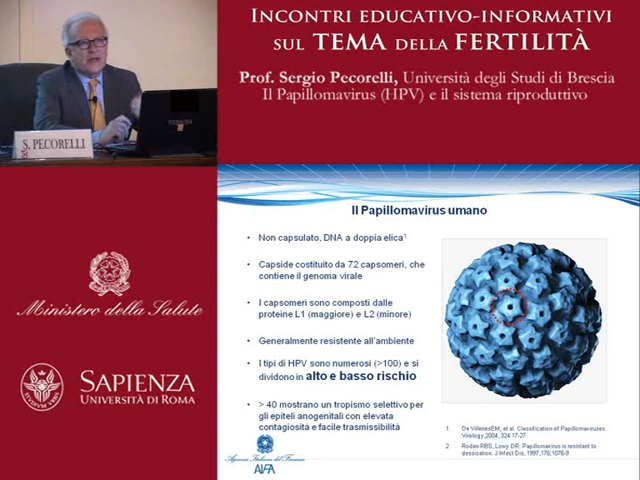 INCONTRI EDUCATIVO-INFORMATIVI
SUL TEMA DELLA FERTILITÀ
Prof. Sergio Pecorelli, Università degli Studi di Brescia
Il Papillomavirus (HPV) e il sistema riproduttivo
S. PECORELLI
Ministero della Salute
SAPIENZA
UNIVERSITÀ DI ROMA
Il Papillomavirus umano
• Non capsulato, DNA a doppia elica1
• Capside costituito da 72 capsomeri, che
contiene il genoma virale
• I capsomeri sono composti dalle
proteine L1 (maggiore) e L2 (minore)
• Generalmente resistente all'ambiente
• I tipi di HPV sono numerosi (>100) e si
dividono in alto e basso rischio
• > 40 mostrano un tropismo selettivo per
gli epiteli anogenitali con elevata
contagiosità e facile trasmissibilità
1. De VilliersEM, et al. Classification of Papillomaviruses.
Virology,2004; 324:17-27
2. Roden RBS, Lowy DR. Papillomavirus is resistant to
dessication. J Infect Dis, 1997;176;1076-9
Agenzia Italiana del Farmaco
AIFA